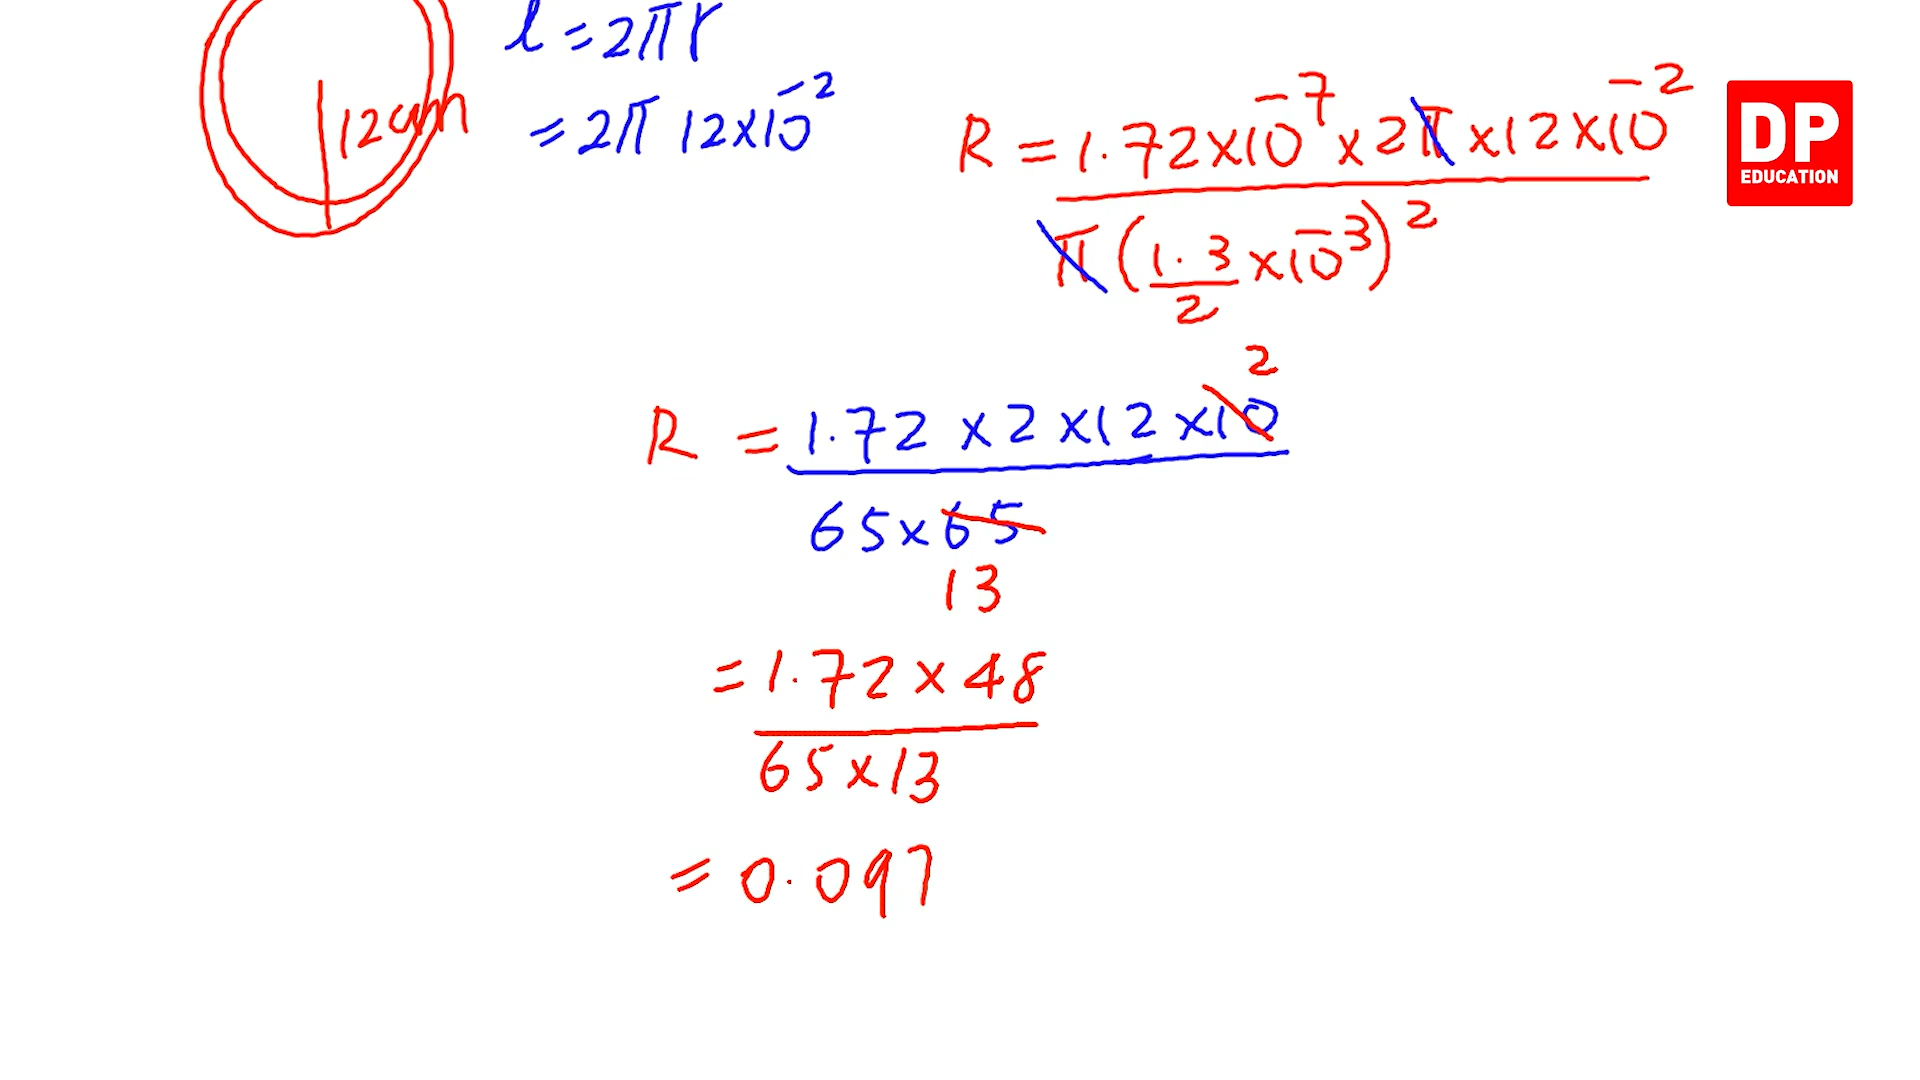 l = 2πr
12cm
= 2π 12×10⁻²
R = 1.72×10⁻⁷ × 2π × 12×10⁻²
π (1.3/2 ×10⁻³)²
DP
EDUCATION
2
R = 1.72 × 2 × 12 × 10
65×65
13
= 1.72 × 48
65×13
= 0.097